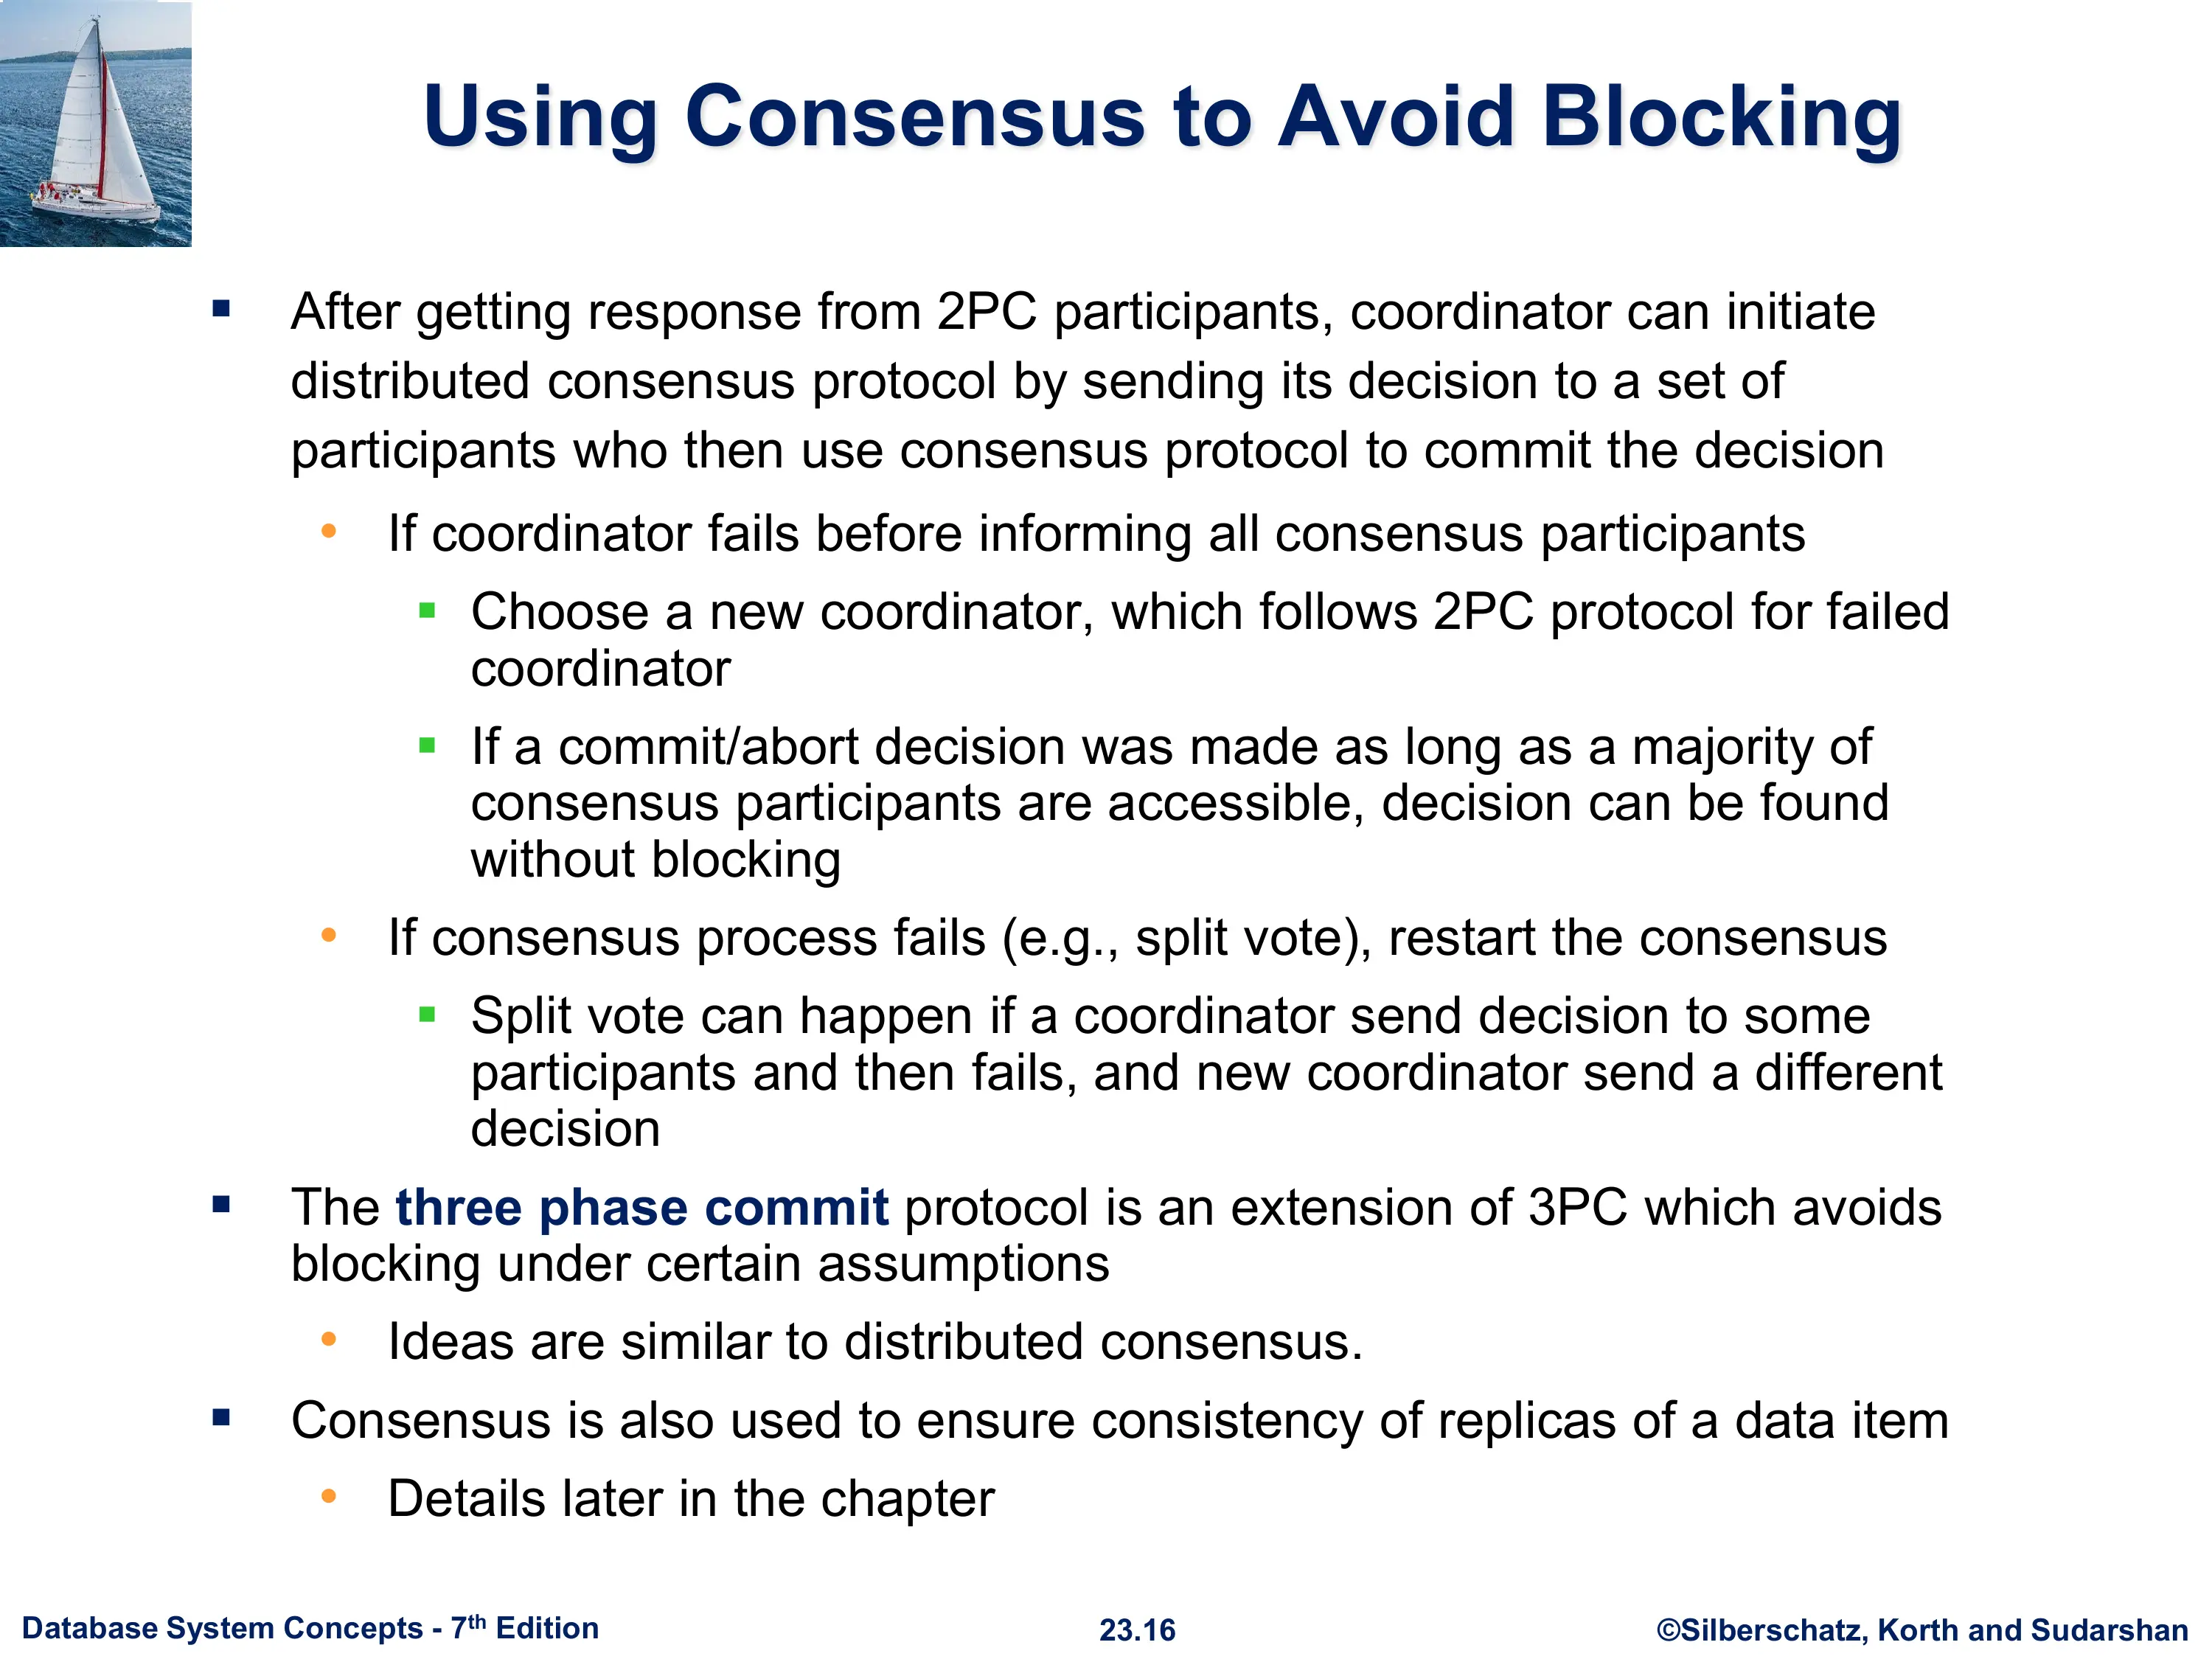 Using Consensus to Avoid Blocking
▪ After getting response from 2PC participants, coordinator can initiate
distributed consensus protocol by sending its decision to a set of
participants who then use consensus protocol to commit the decision
• If coordinator fails before informing all consensus participants
▪ Choose a new coordinator, which follows 2PC protocol for failed
coordinator
▪ If a commit/abort decision was made as long as a majority of
consensus participants are accessible, decision can be found
without blocking
• If consensus process fails (e.g., split vote), restart the consensus
▪ Split vote can happen if a coordinator send decision to some
participants and then fails, and new coordinator send a different
decision
▪ The three phase commit protocol is an extension of 3PC which avoids
blocking under certain assumptions
• Ideas are similar to distributed consensus.
▪ Consensus is also used to ensure consistency of replicas of a data item
• Details later in the chapter
Database System Concepts - 7th Edition
23.16
©Silberschatz, Korth and Sudarshan